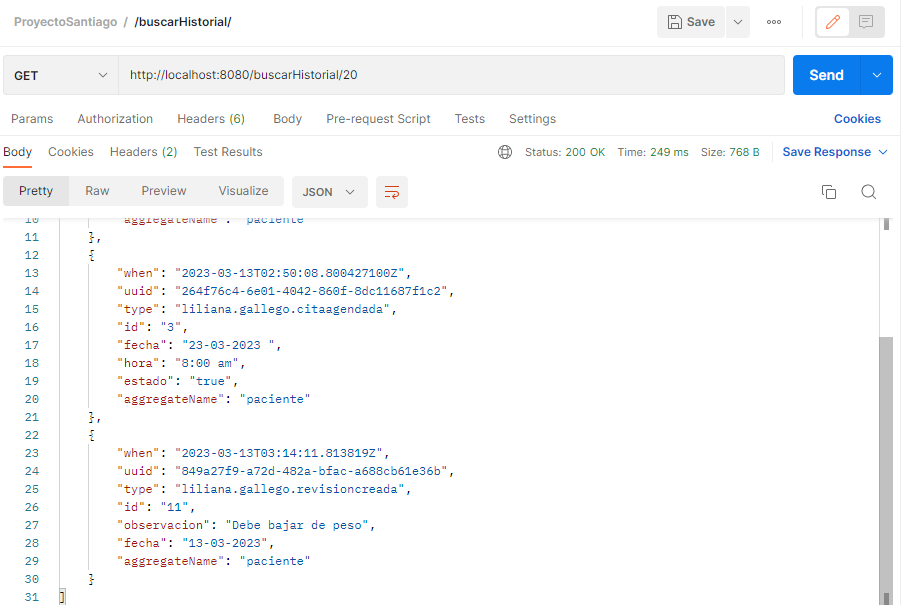 ProyectoSantiago / /buscarHistorial/
Save
GET http://localhost:8080/buscarHistorial/20 Send
Params Authorization Headers (6) Body Pre-request Script Tests Settings Cookies
Body Cookies Headers (2) Test Results Status: 200 OK Time: 249 ms Size: 768 B Save Response
Pretty Raw Preview Visualize JSON
10 "aggregateName": "paciente"
11 },
12 {
13 "when": "2023-03-13T02:50:08.800427100Z",
14 "uuid": "264f76c4-6e01-4042-860f-8dc11687f1c2",
15 "type": "liliana.gallego.citaagendada",
16 "id": "3",
17 "fecha": "23-03-2023 ",
18 "hora": "8:00 am",
19 "estado": "true",
20 "aggregateName": "paciente"
21 },
22 {
23 "when": "2023-03-13T03:14:11.813819Z",
24 "uuid": "849a27f9-a72d-482a-bfac-a688cb61e36b",
25 "type": "liliana.gallego.revisioncreada",
26 "id": "11",
27 "observacion": "Debe bajar de peso",
28 "fecha": "13-03-2023",
29 "aggregateName": "paciente"
30 }
31 ]